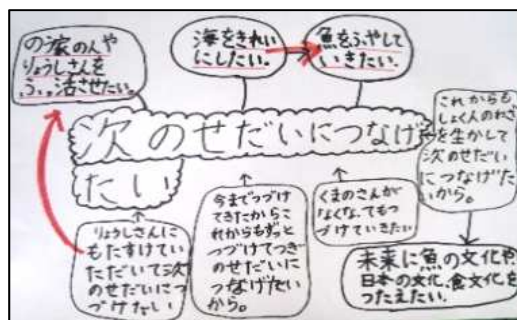 の家の人や
りょうしさんを
ふっ活させたい。
海をきれい
にしたい。
魚をふやして
いきたい。
次のせだいにつなげ
たい
これからも
しょく人のわざ
を生かして
次のせだい
につなげた
いから。
りょうしさんに
もたすけてい
ただいて次
のせだいにつ
づけたい
今までつづけ
てきたからこ
れからもずっと
つづけてつぎ
のせだいに
つなげたい
から。
くまのさんが
なくなってもつ
づけていきたい
未来に魚の文化や
日本の文化、食文化を
つたえたい。